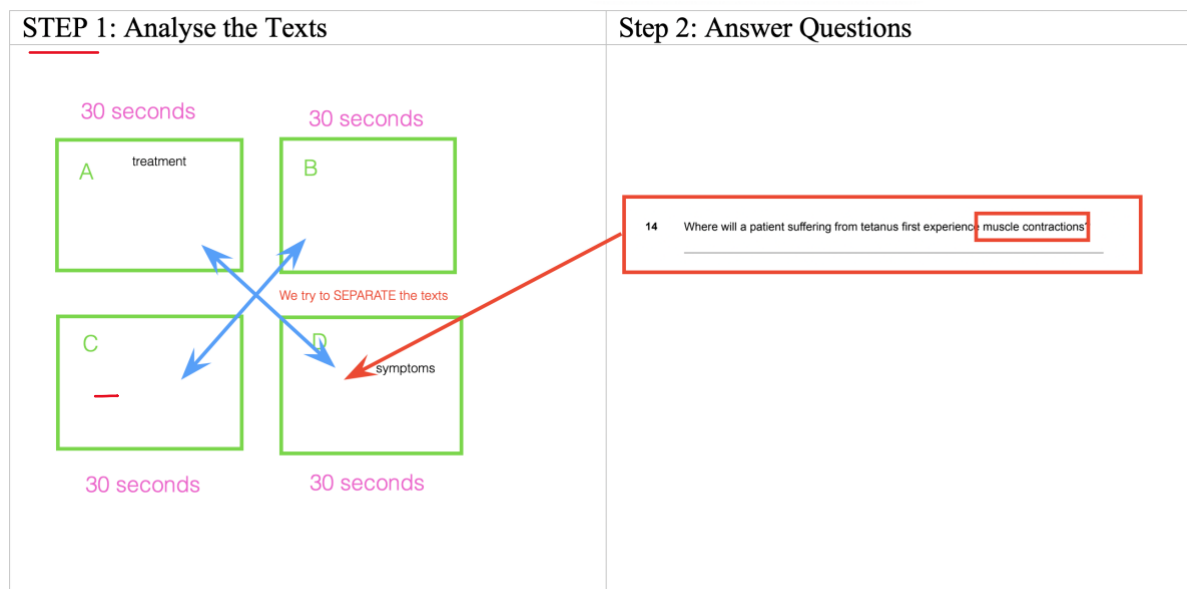 STEP 1: Analyse the Texts
Step 2: Answer Questions
30 seconds
30 seconds
A
treatment
B
We try to SEPARATE the texts
C
D
symptoms
30 seconds
30 seconds
14 Where will a patient suffering from tetanus first experience muscle contractions?